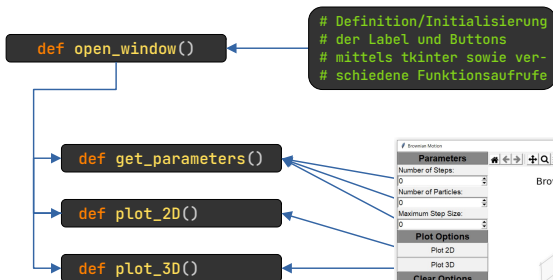 # Definition/Initialisierung
# der Label und Buttons
# mittels tkinter sowie ver-
# schiedene Funktionsaufrufe
def open_window()
def get_parameters()
def plot_2D()
def plot_3D()
Brownian Motion
Parameters
Number of Steps:
0
Number of Particles:
0
Maximum Step Size:
0
Plot Options
Plot 2D
Plot 3D
Clear Options